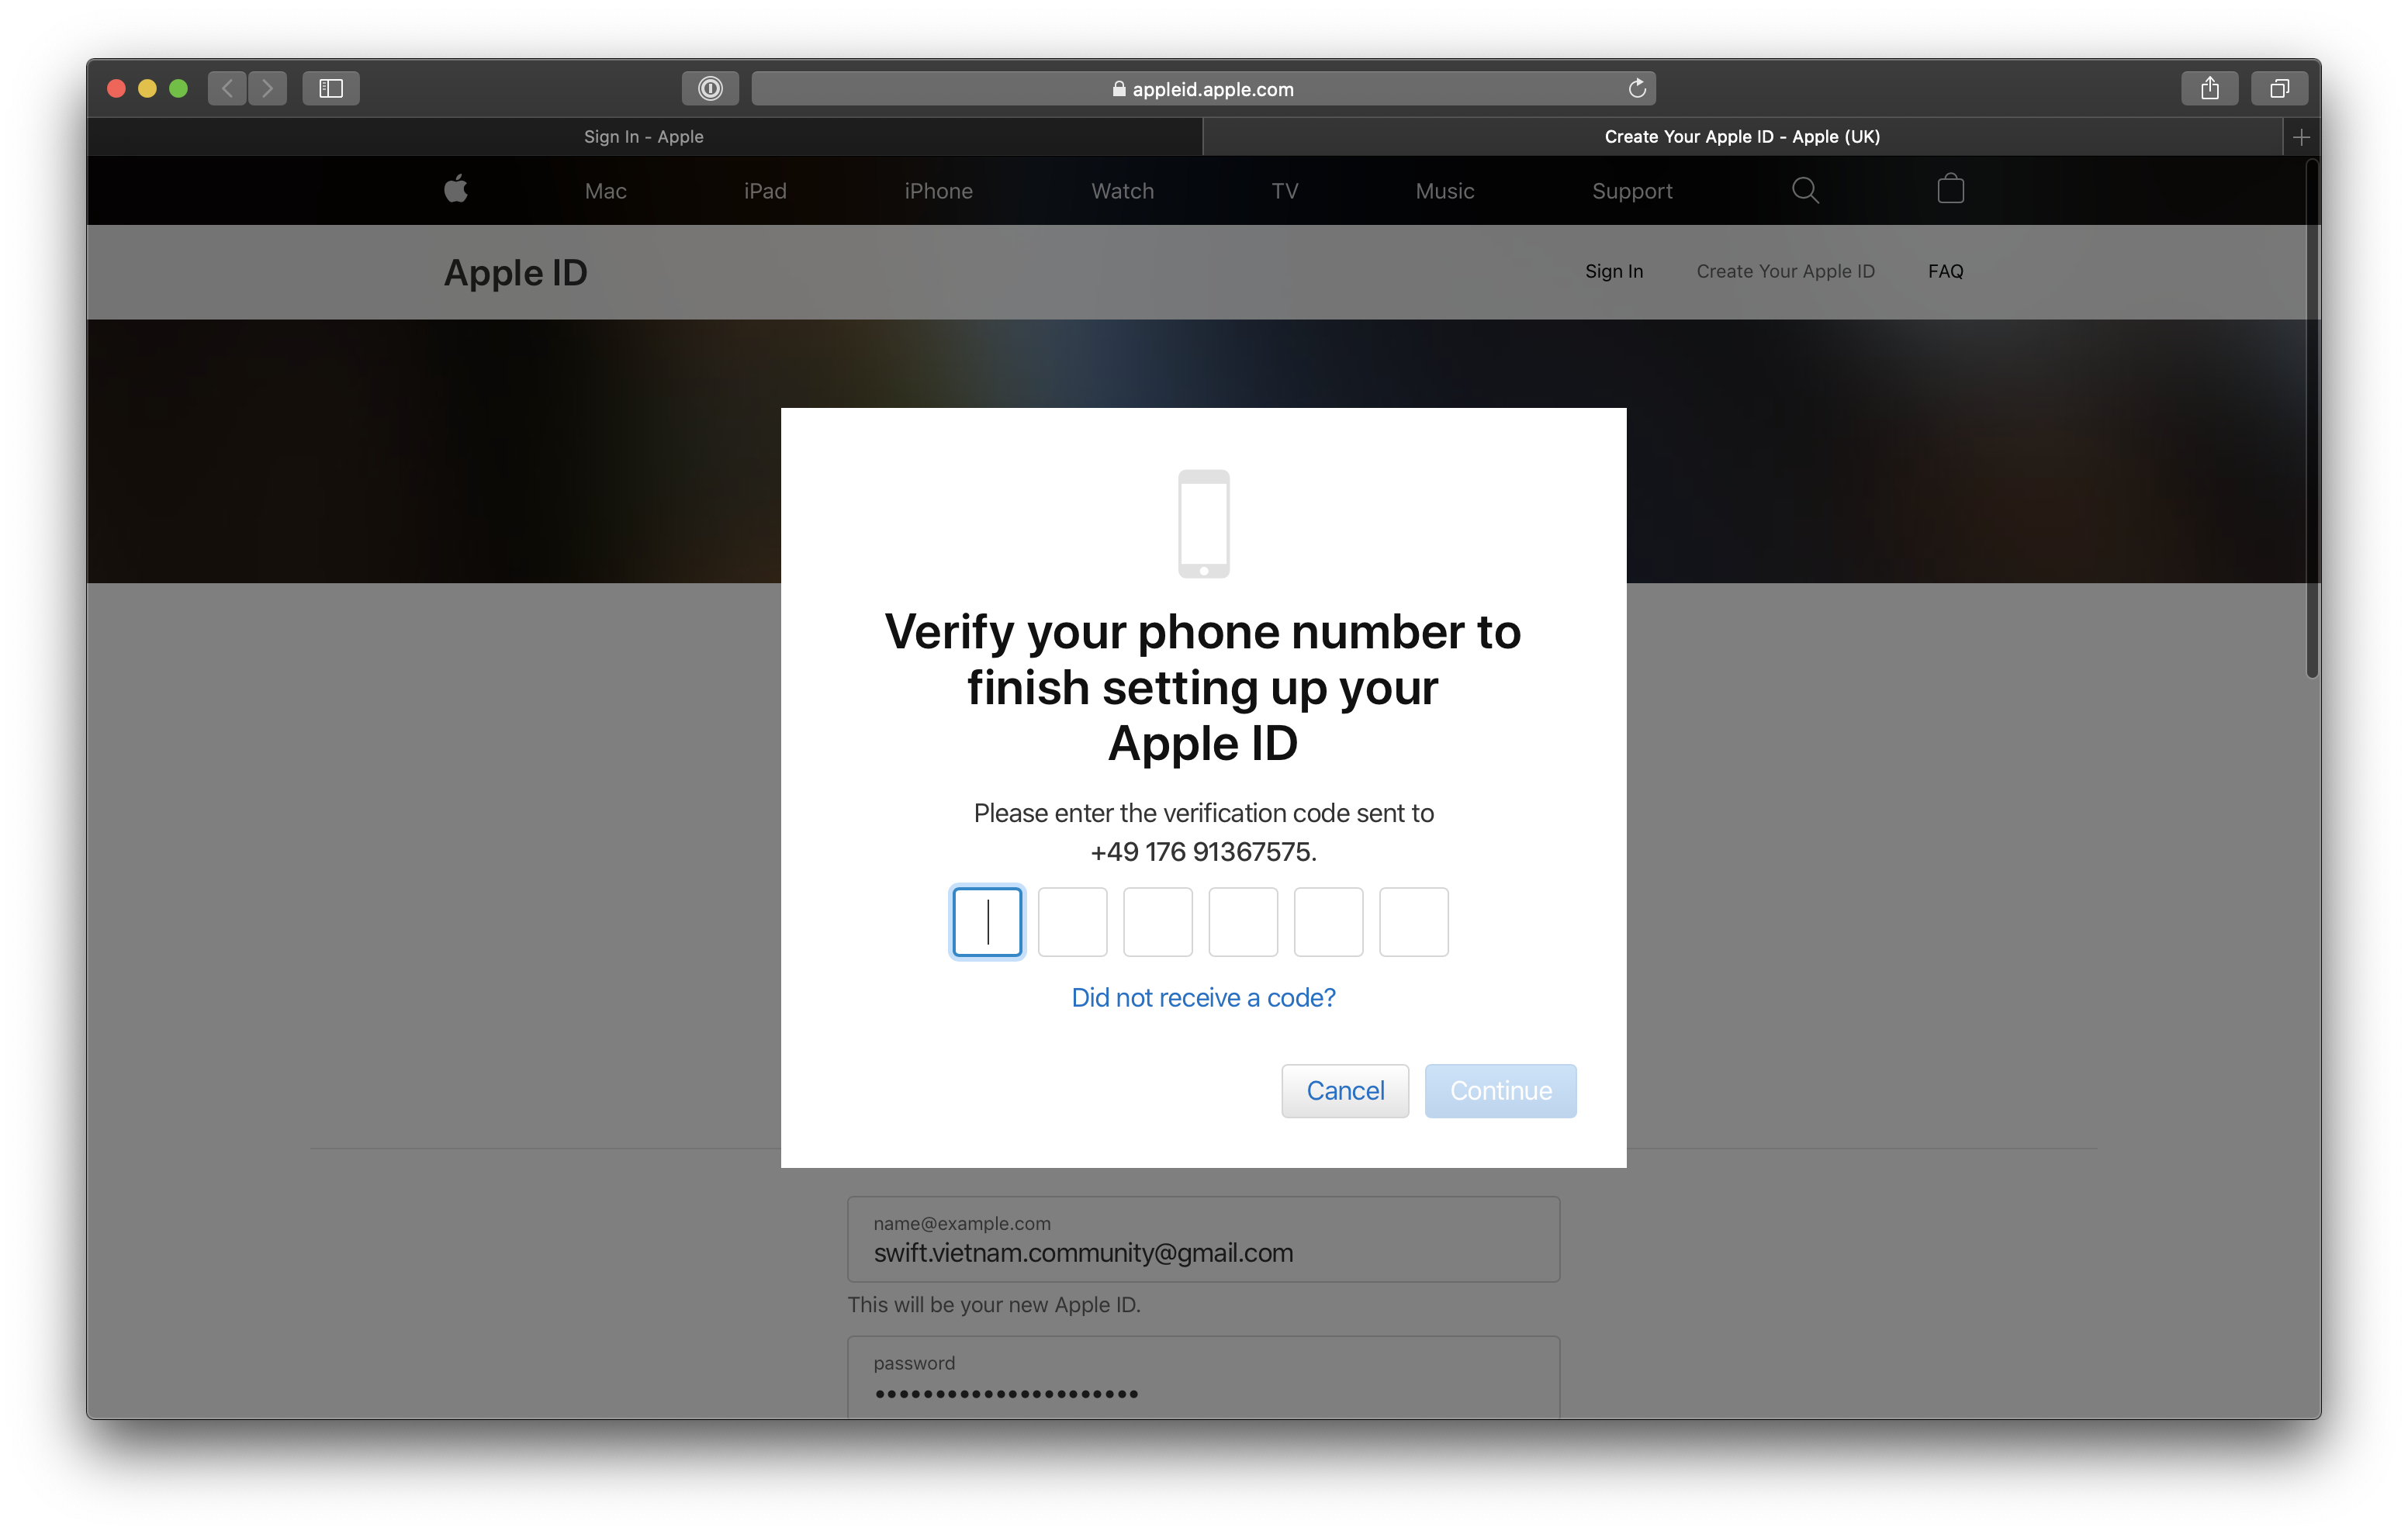 appleid.apple.com
Sign In - Apple
Create Your Apple ID - Apple (UK)
Mac iPad iPhone Watch TV Music Support
Apple ID
Sign In Create Your Apple ID FAQ
Verify your phone number to
finish setting up your
Apple ID
Please enter the verification code sent to
+49 176 91367575.
Did not receive a code?
Cancel Continue
name@example.com
swift.vietnam.community@gmail.com
This will be your new Apple ID.
password